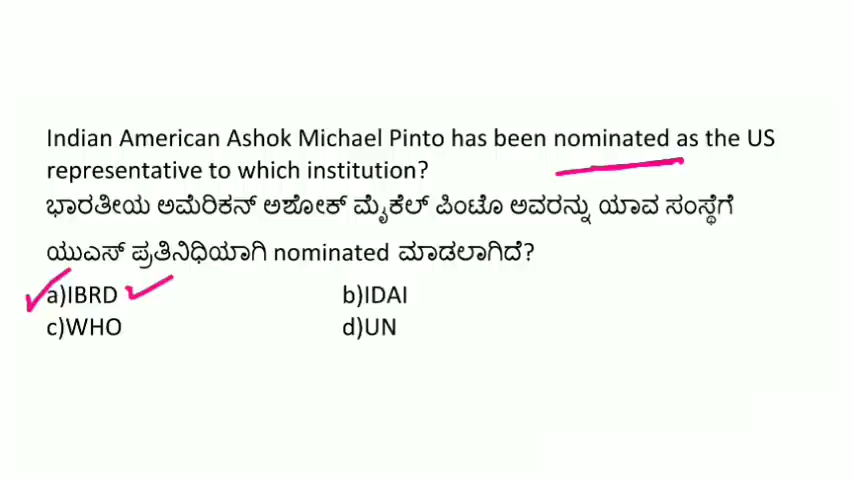 Indian American Ashok Michael Pinto has been nominated as the US
representative to which institution?
ಭಾರತೀಯ ಅಮೆರಿಕನ್ ಅಶೋಕ್ ಮೈಕೆಲ್ ಪಿಂಟೊ ಅವರನ್ನು ಯಾವ ಸಂಸ್ಥೆಗೆ
ಯುಎಸ್ ಪ್ರತಿನಿಧಿಯಾಗಿ nominated ಮಾಡಲಾಗಿದೆ?
a)IBRD b)IDAI
c)WHO d)UN